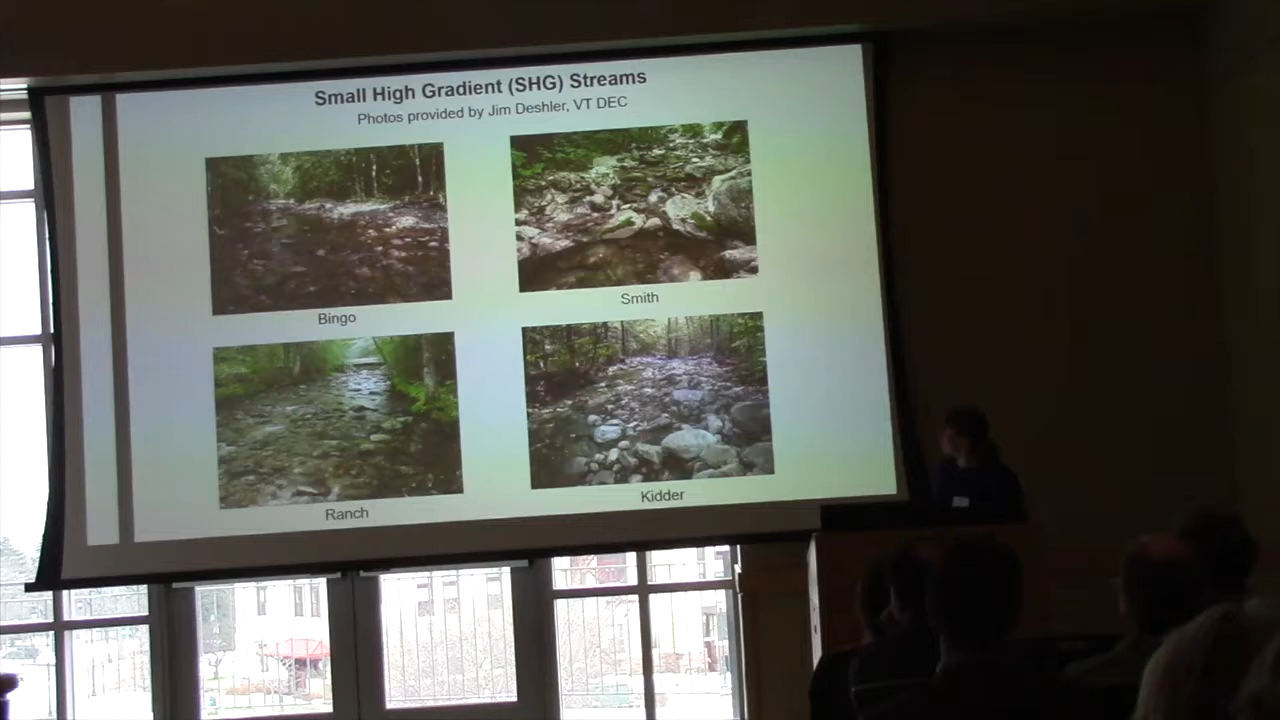 Small High Gradient (SHG) Streams
Photos provided by Jim Deshler, VT DEC
Bingo
Smith
Ranch
Kidder